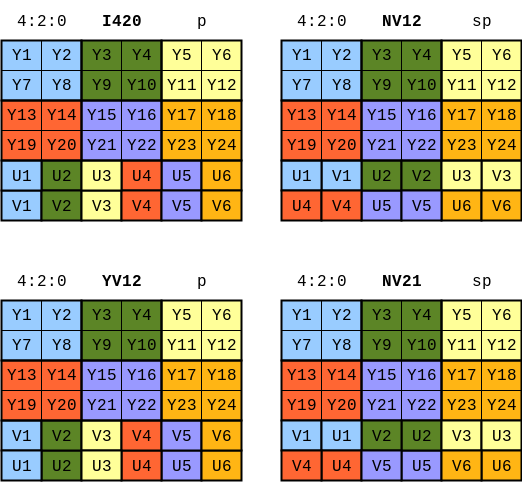 4:2:0 I420 p
Y1 Y2 Y3 Y4 Y5 Y6
Y7 Y8 Y9 Y10 Y11 Y12
Y13 Y14 Y15 Y16 Y17 Y18
Y19 Y20 Y21 Y22 Y23 Y24
U1 U2 U3 U4 U5 U6
V1 V2 V3 V4 V5 V6
4:2:0 NV12 sp
Y1 Y2 Y3 Y4 Y5 Y6
Y7 Y8 Y9 Y10 Y11 Y12
Y13 Y14 Y15 Y16 Y17 Y18
Y19 Y20 Y21 Y22 Y23 Y24
U1 V1 U2 V2 U3 V3
U4 V4 U5 V5 U6 V6
4:2:0 YV12 p
Y1 Y2 Y3 Y4 Y5 Y6
Y7 Y8 Y9 Y10 Y11 Y12
Y13 Y14 Y15 Y16 Y17 Y18
Y19 Y20 Y21 Y22 Y23 Y24
V1 V2 V3 V4 V5 V6
U1 U2 U3 U4 U5 U6
4:2:0 NV21 sp
Y1 Y2 Y3 Y4 Y5 Y6
Y7 Y8 Y9 Y10 Y11 Y12
Y13 Y14 Y15 Y16 Y17 Y18
Y19 Y20 Y21 Y22 Y23 Y24
V1 U1 V2 U2 V3 U3
V4 U4 V5 U5 V6 U6